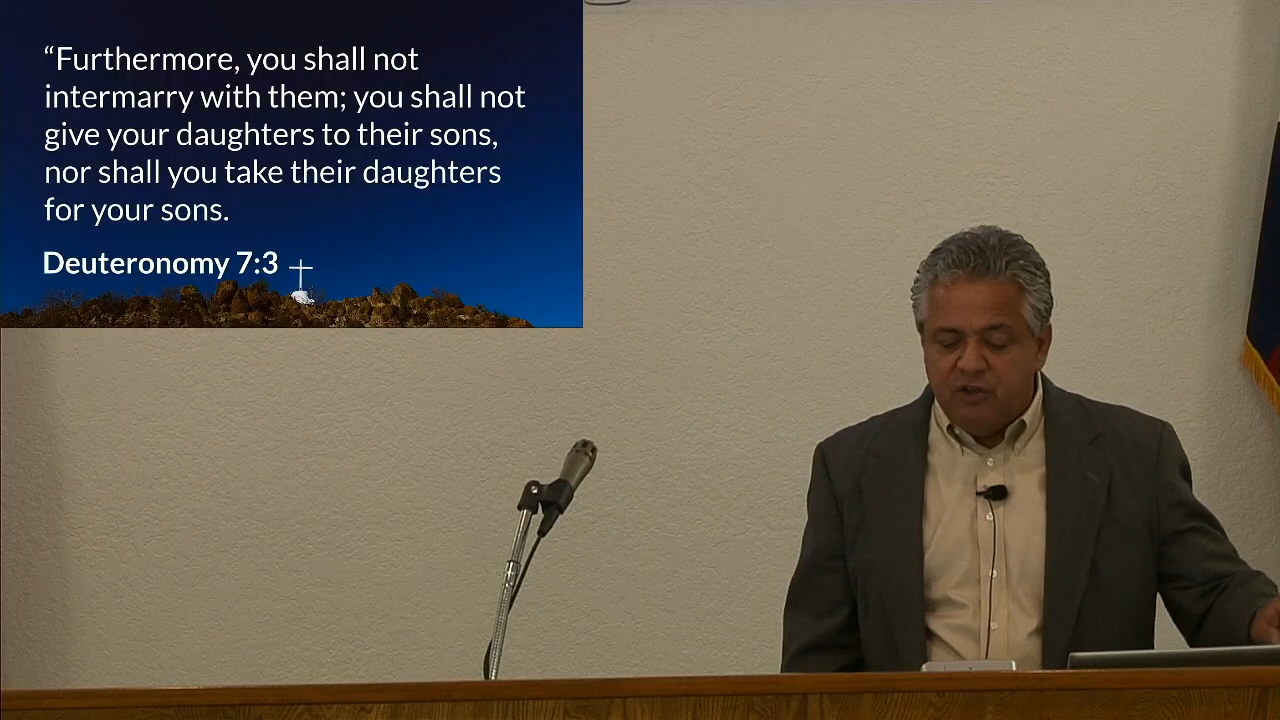 “Furthermore, you shall not
intermarry with them; you shall not
give your daughters to their sons,
nor shall you take their daughters
for your sons.
Deuteronomy 7:3